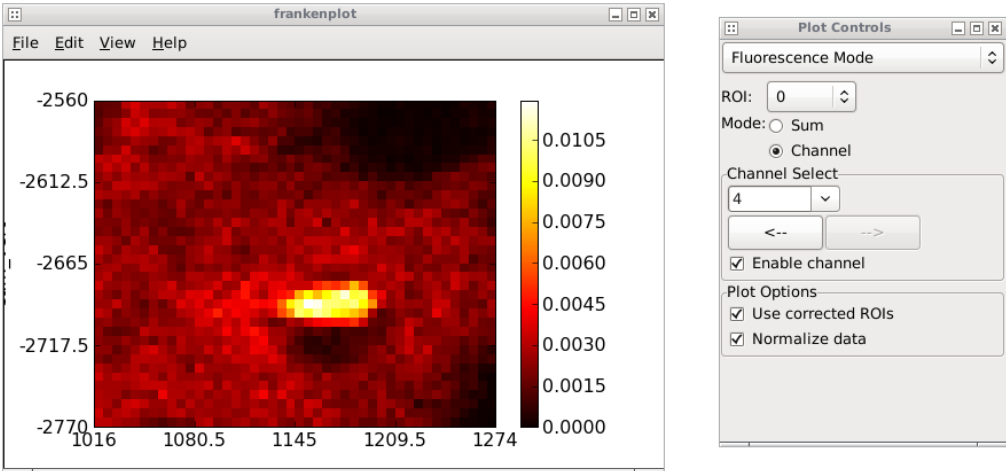 frankenplot
File Edit View Help
-2560
-2612.5
-2665
-2717.5
-2770
1016 1080.5 1145 1209.5 1274
0.0105
0.0090
0.0075
0.0060
0.0045
0.0030
0.0015
0.0000
Plot Controls
Fluorescence Mode
ROI: 0
Mode: Sum
Channel
Channel Select
4
<-- -->
Enable channel
Plot Options
Use corrected ROIs
Normalize data